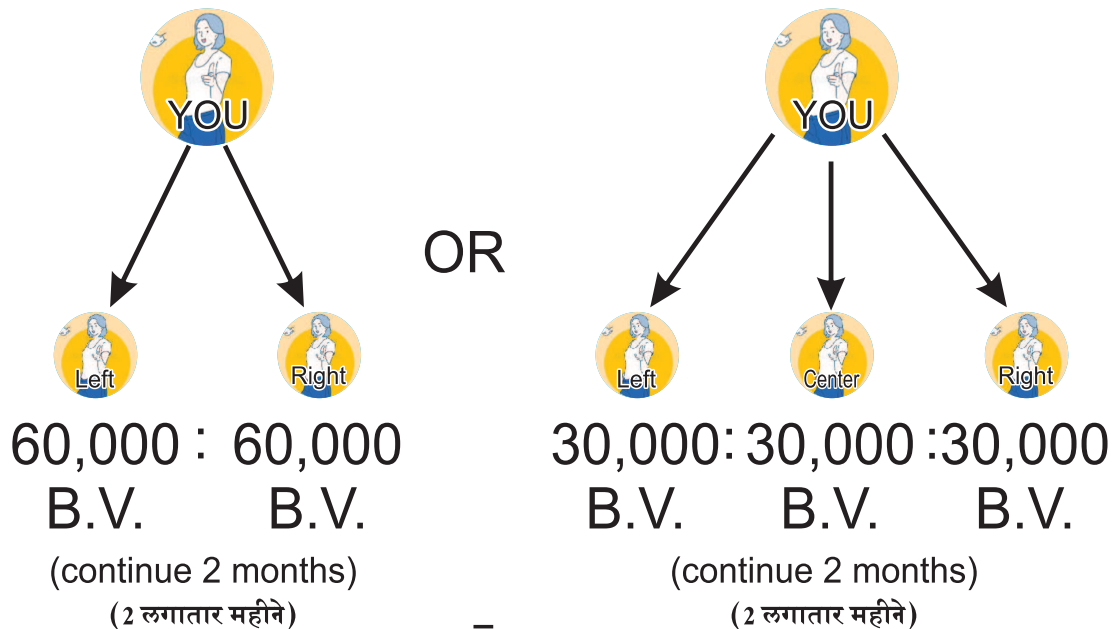 YOU
Left
Right
60,000 : 60,000
B.V. B.V.
(continue 2 months)
(2 लगातार महीने)
OR
YOU
Left
Center
Right
30,000: 30,000 :30,000
B.V. B.V. B.V.
(continue 2 months)
(2 लगातार महीने)